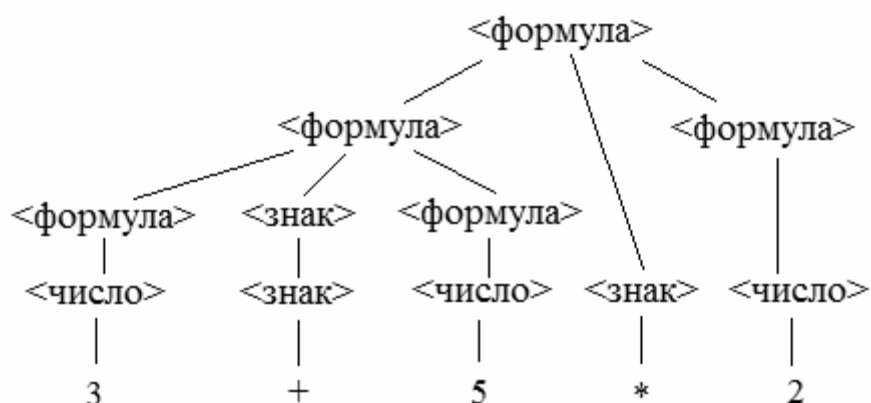 <формула>
<формула> <формула>
<формула> <знак> <формула>
<число> <знак> <число> <знак> <число>
3 + 5 * 2